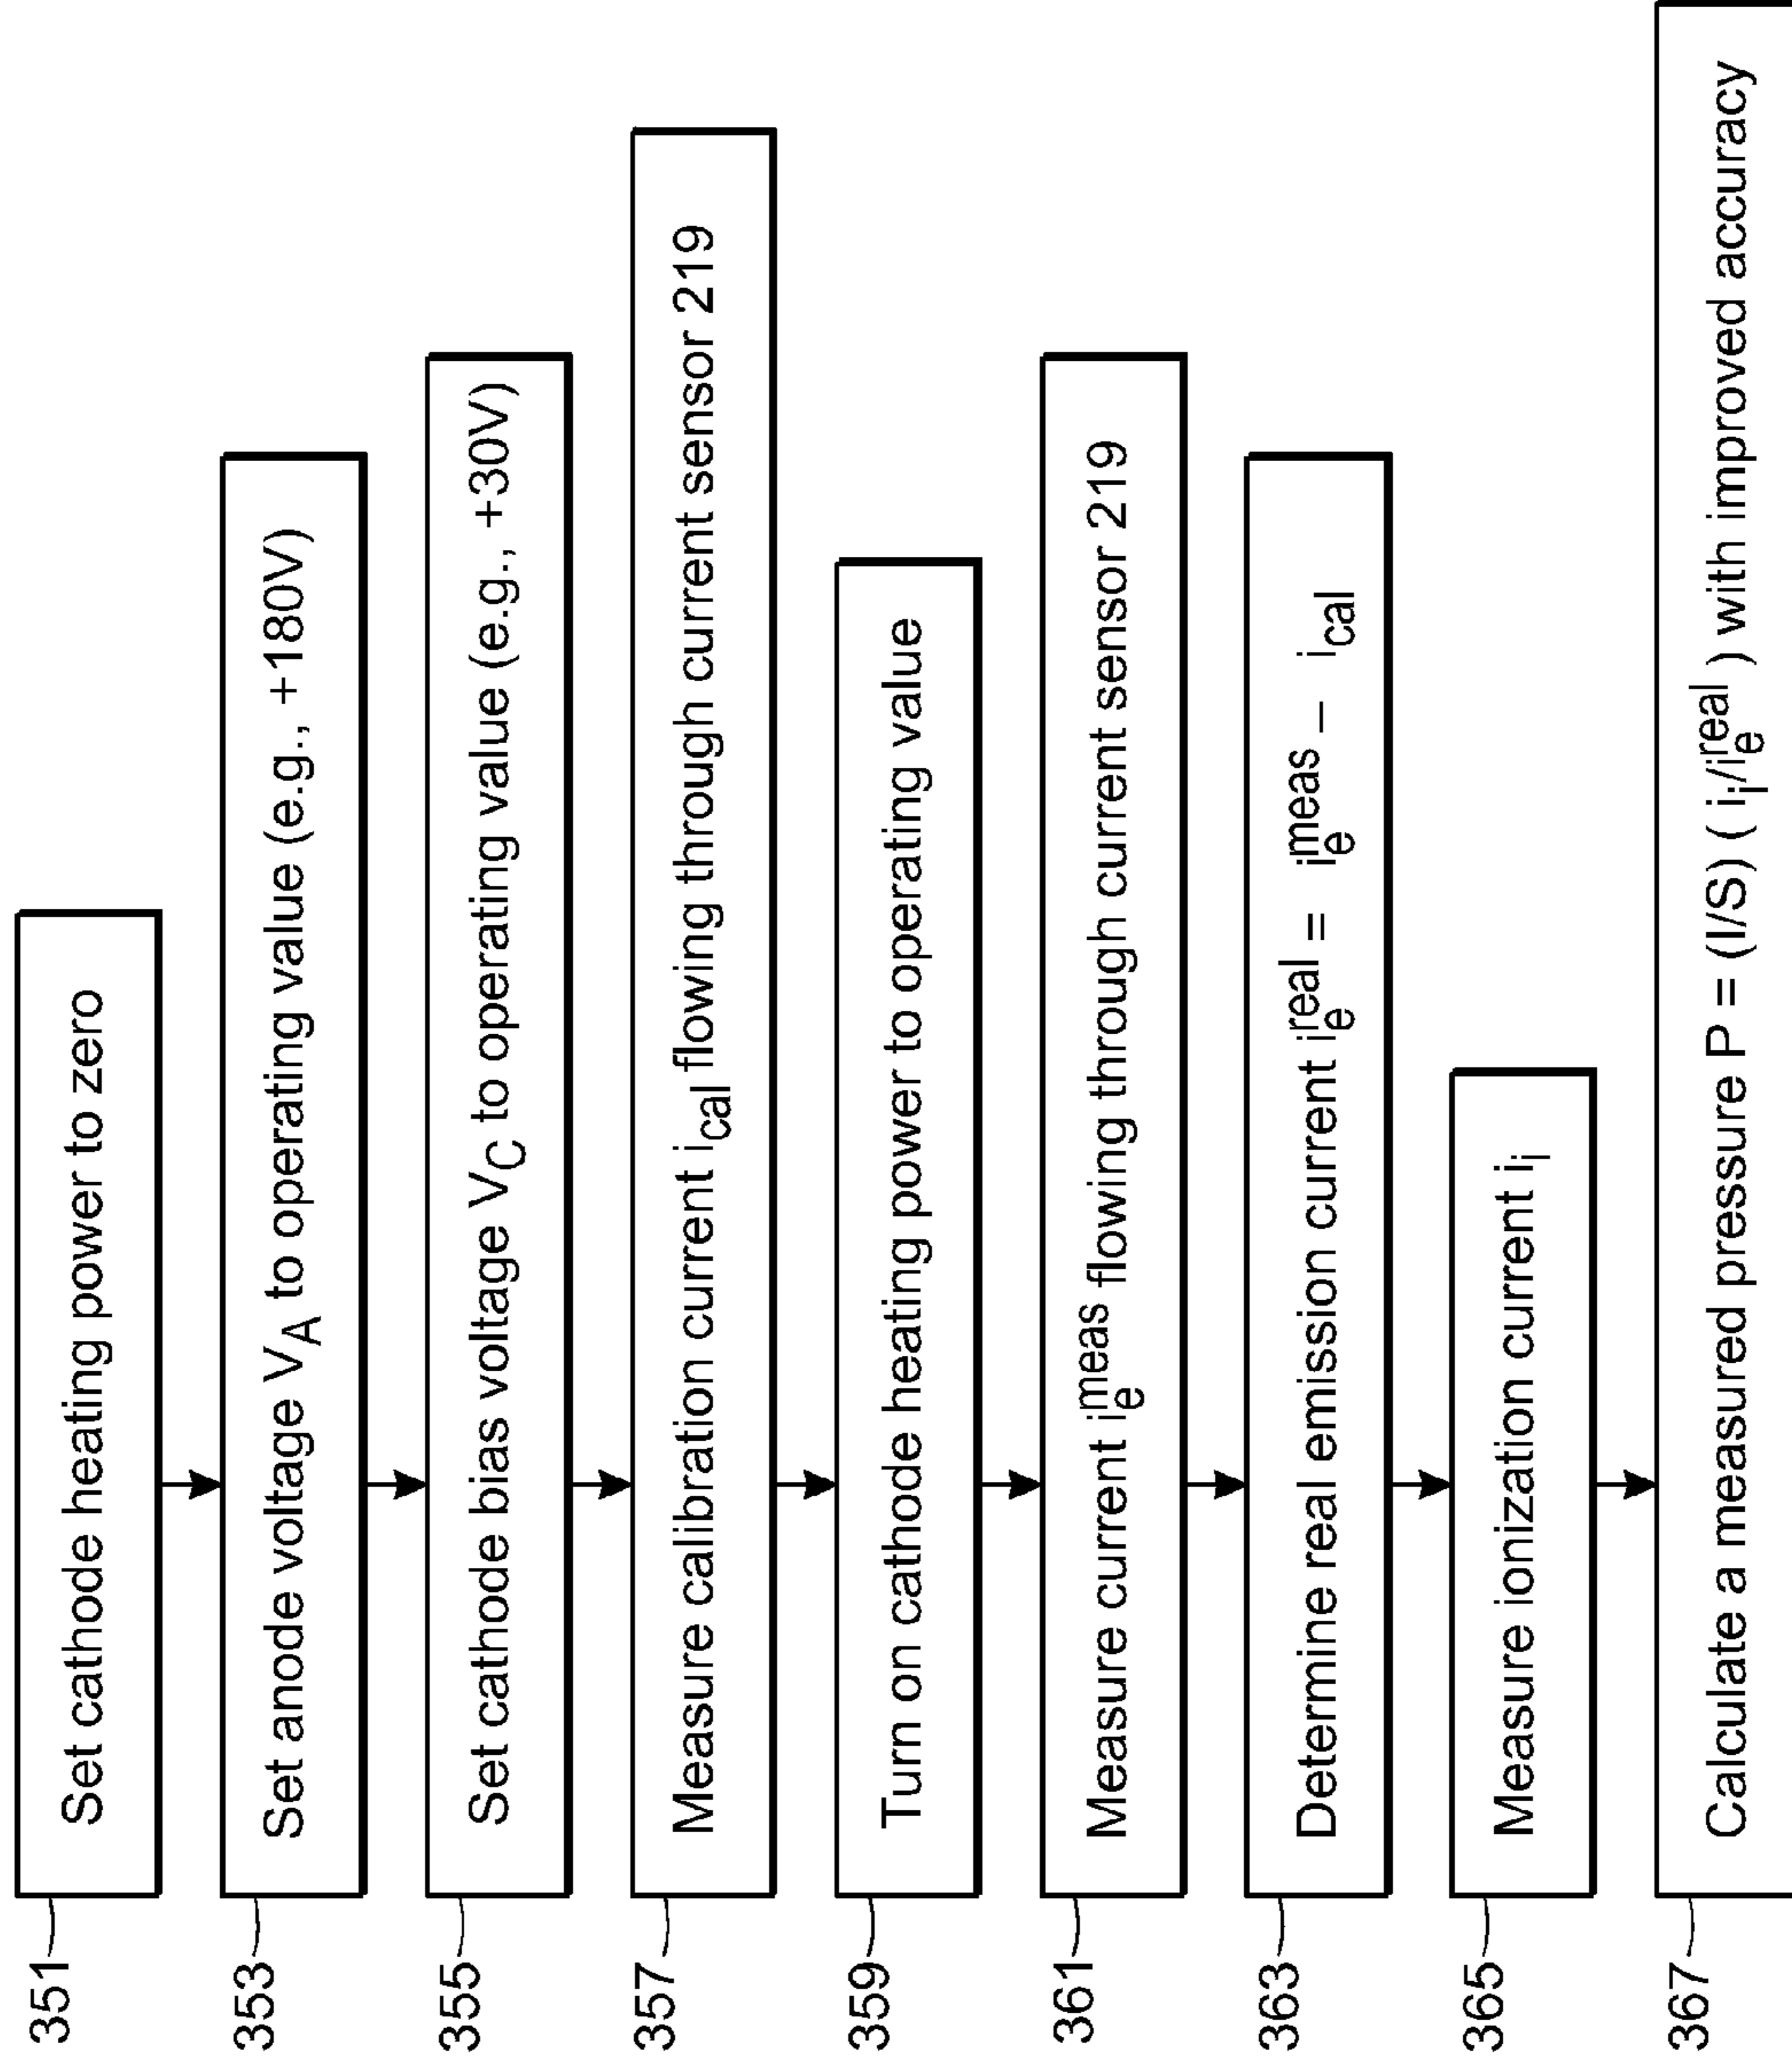 351 Set cathode heating power to zero
353 Set anode voltage V_A to operating value (e.g., +180V)
355 Set cathode bias voltage V_C to operating value (e.g., +30V)
357 Measure calibration current i_cal flowing through current sensor 219
359 Turn on cathode heating power to operating value
361 Measure current i_e^meas flowing through current sensor 219
363 Determine real emission current i_e^real = i_e^meas – i_cal
365 Measure ionization current i_i
367 Calculate a measured pressure P = (I/S) ( i_i/i_e^real ) with improved accuracy